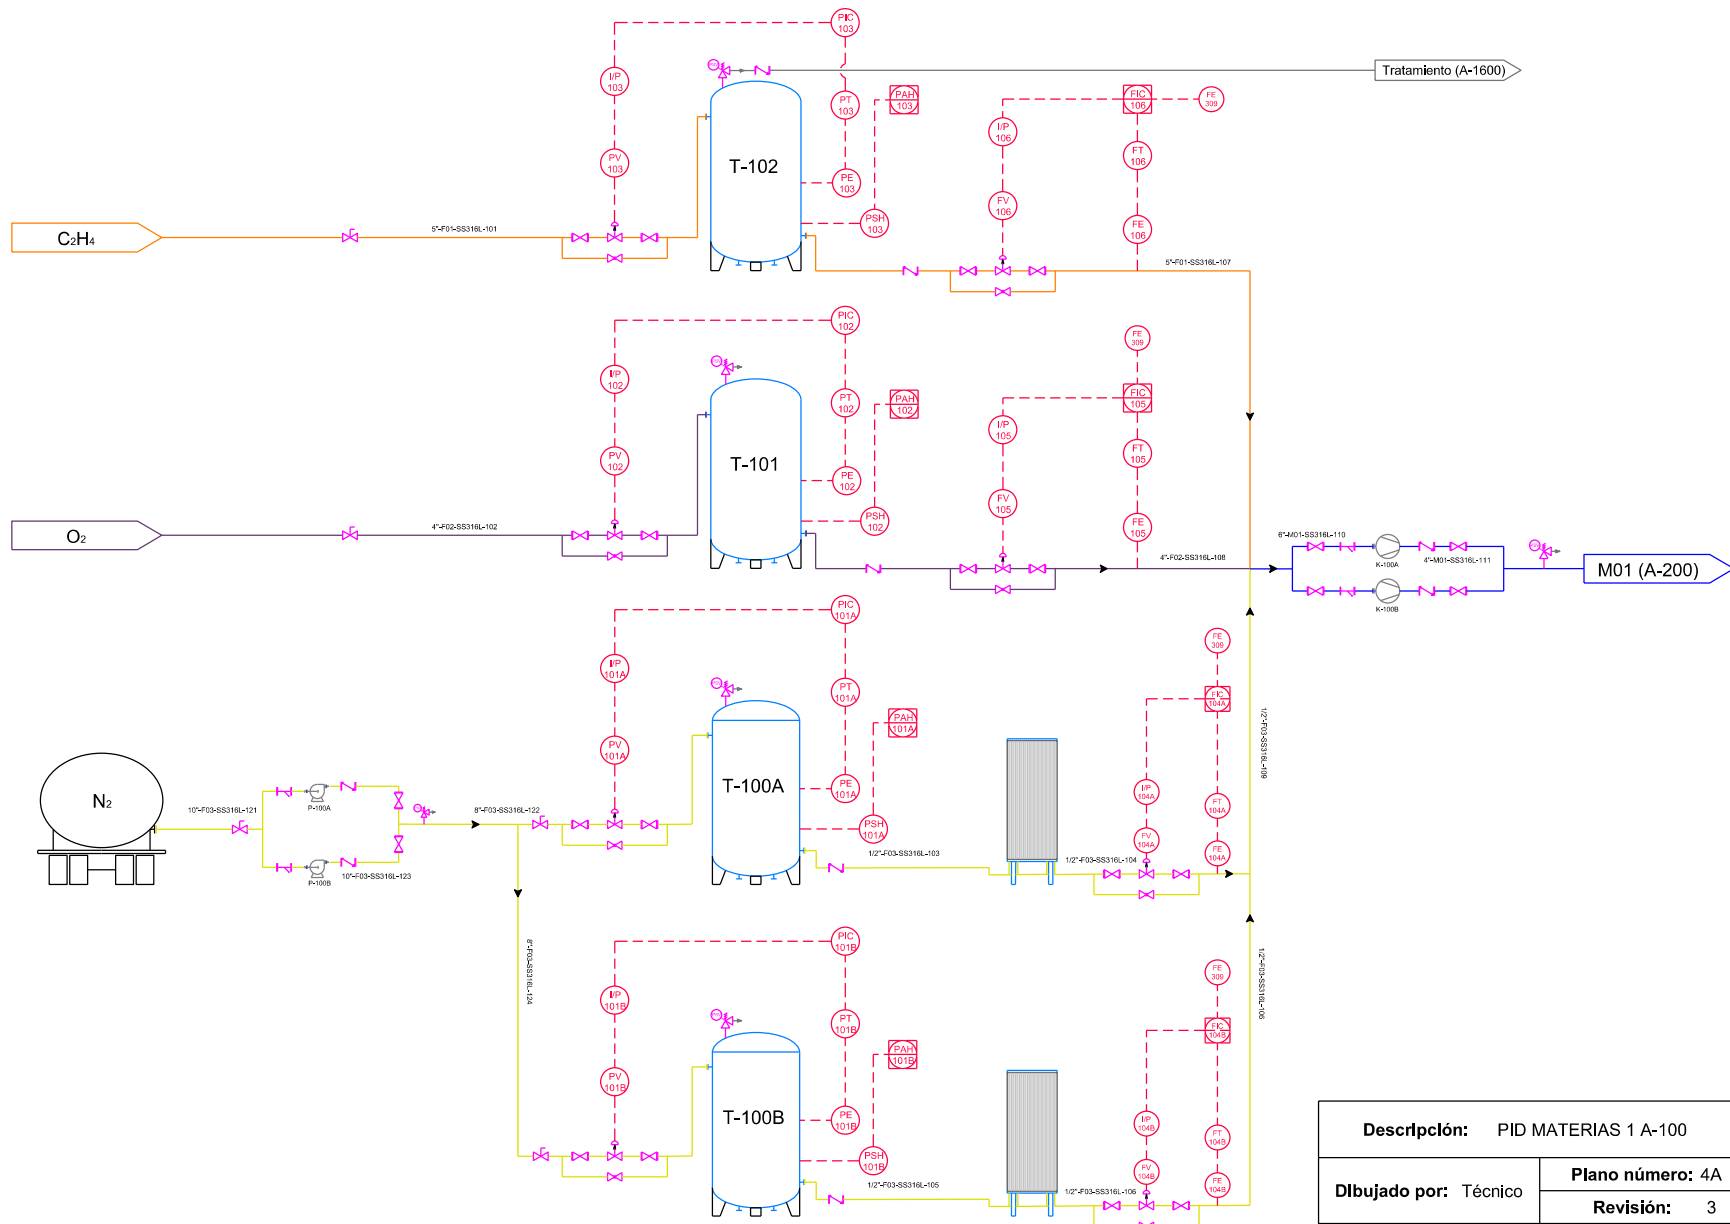 PIC
103
PSV
Tratamiento (A-1600)
I/P
103
PT
103
PAH
103
FIC
106
FE
309
I/P
106
FT
106
PV
103
T-102
PE
103
FV
106
PSH
103
FE
106
C₂H₄
5"-F01-SS316L-101
5"-F01-SS316L-107
PIC
102
FE
309
I/P
102
PT
102
PAH
102
FIC
105
I/P
105
FT
105
PV
102
T-101
PE
102
FV
105
PSH
102
FE
105
O₂
4"-F02-SS316L-102
4"-F02-SS316L-108
6"-M01-SS316L-110
K-100A
4"-M01-SS316L-111
M01 (A-200)
K-100B
PIC
101A
FE
309
I/P
101A
PT
101A
FIC
104A
PAH
101A
1/2"-F03-SS316L-109
PV
101A
T-100A
PE
101A
I/P
104A
FT
104A
N₂
10"-F03-SS316L-121
P-100A
8"-F03-SS316L-122
PSH
101A
FV
104A
FE
104A
1/2"-F03-SS316L-103
1/2"-F03-SS316L-104
P-100B
10"-F03-SS316L-123
8"-F03-SS316L-124
PIC
101B
FE
309
1/2"-F03-SS316L-106
I/P
101B
PT
101B
FIC
104B
PAH
101B
PV
101B
T-100B
PE
101B
I/P
104B
FT
104B
PSH
101B
FV
104B
FE
104B
1/2"-F03-SS316L-105
1/2"-F03-SS316L-106
Descripción: PID MATERIAS 1 A-100
Dibujado por: Técnico
Plano número: 4A
Revisión: 3